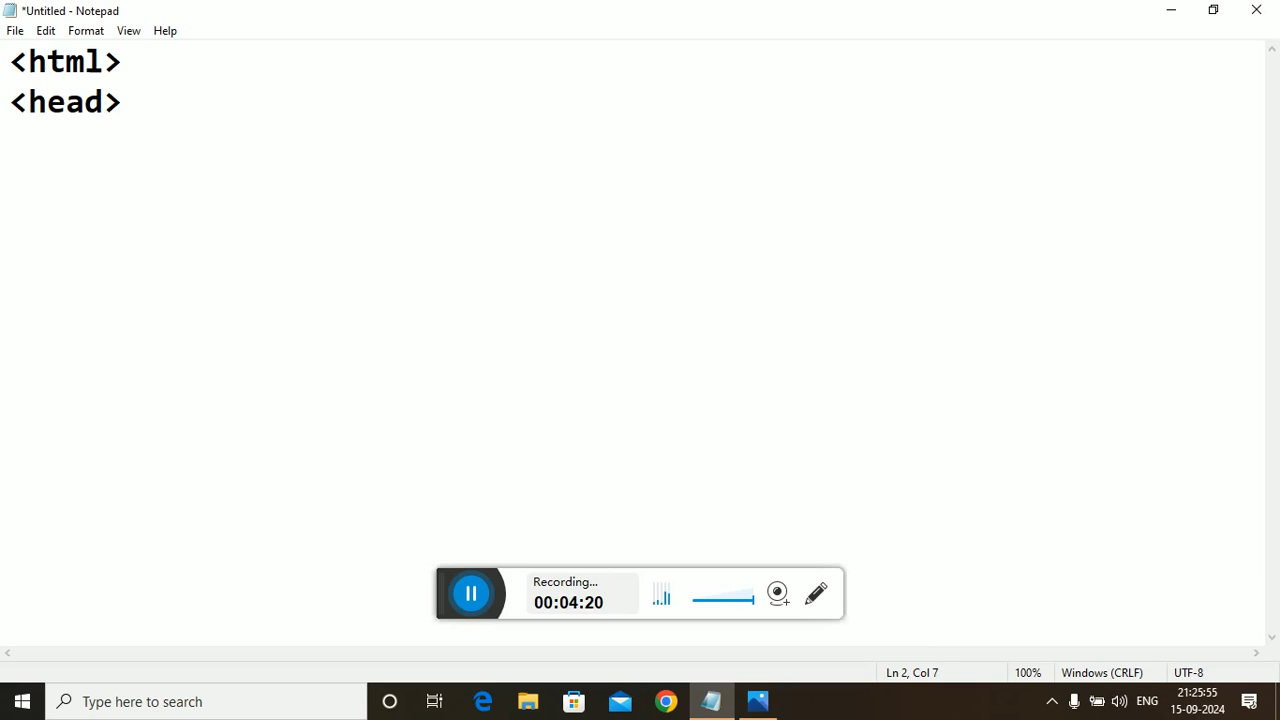 *Untitled - Notepad
File Edit Format View Help
<html>
<head>
Recording...
00:04:20
Ln 2, Col 7 100% Windows (CRLF) UTF-8
Type here to search
ENG
21:25:55
15-09-2024